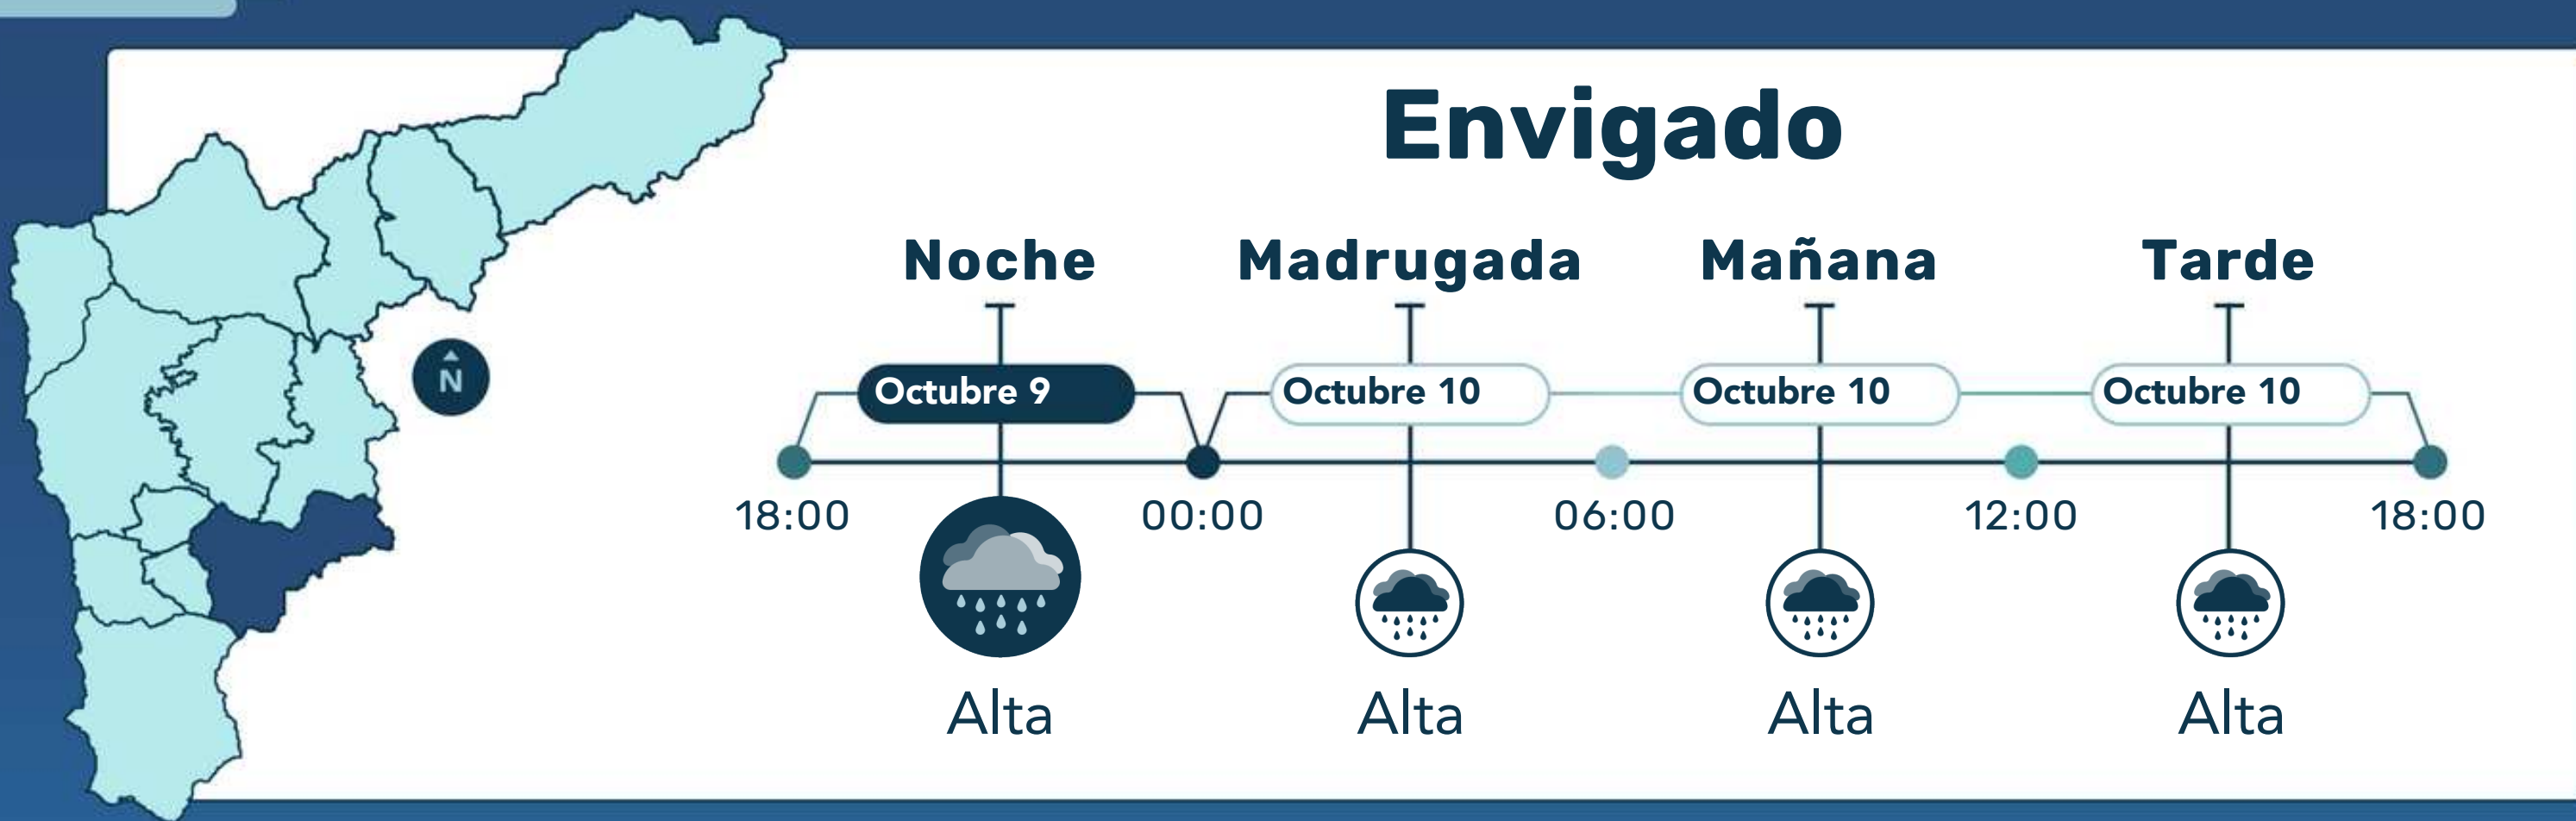 Envigado
Noche
Madrugada
Mañana
Tarde
N
Octubre 9
Octubre 10
Octubre 10
Octubre 10
18:00
00:00
06:00
12:00
18:00
Alta
Alta
Alta
Alta